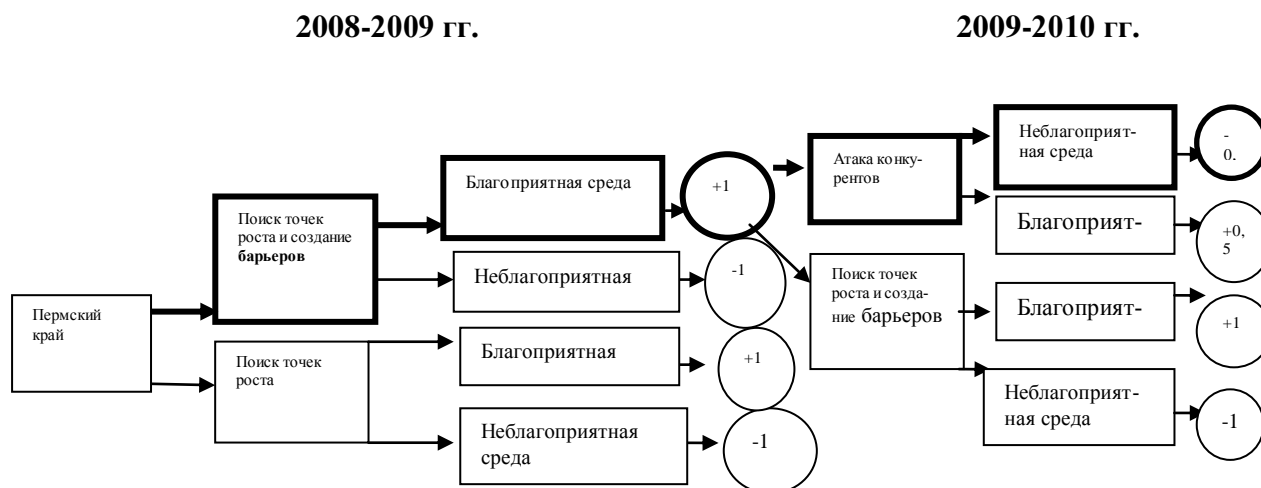 2008-2009 гг.
2009-2010 гг.
Пермский
край
Поиск точек
роста и создание
барьеров
Поиск точек
роста
Благоприятная среда
Неблагоприятная
Благоприятная
Неблагоприятная
среда
+1
-1
+1
-1
Атака конку-
рентов
Поиск точек
роста и созда-
ние барьеров
Неблагоприят-
ная среда
Благоприят-
Благоприят-
Неблагоприят-
ная среда
-
0.
+0,
5
+1
-1